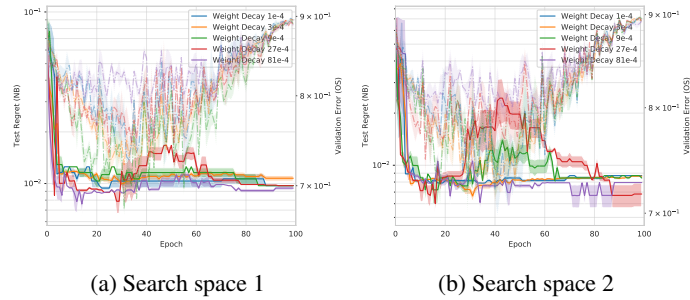 10⁻¹
10⁻²
Test Regret (NB)
Weight Decay 1e-4
Weight Decay 3e-4
Weight Decay 9e-4
Weight Decay 27e-4
Weight Decay 81e-4
9 × 10⁻¹
8 × 10⁻¹
7 × 10⁻¹
Validation Error (OS)
0 20 40 60 80 100
Epoch
(a) Search space 1
10⁻²
Test Regret (NB)
Weight Decay 1e-4
Weight Decay 3e-4
Weight Decay 9e-4
Weight Decay 27e-4
Weight Decay 81e-4
9 × 10⁻¹
8 × 10⁻¹
7 × 10⁻¹
Validation Error (OS)
0 20 40 60 80 100
Epoch
(b) Search space 2